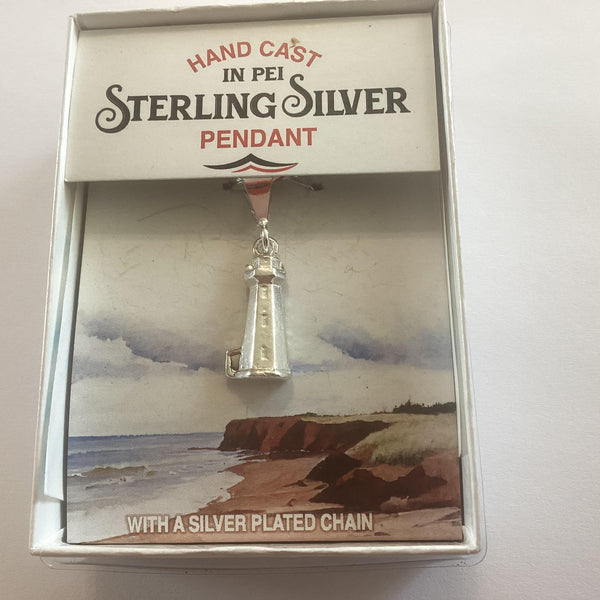 HAND CAST
IN PEI
STERLING SILVER
PENDANT
WITH A SILVER PLATED CHAIN